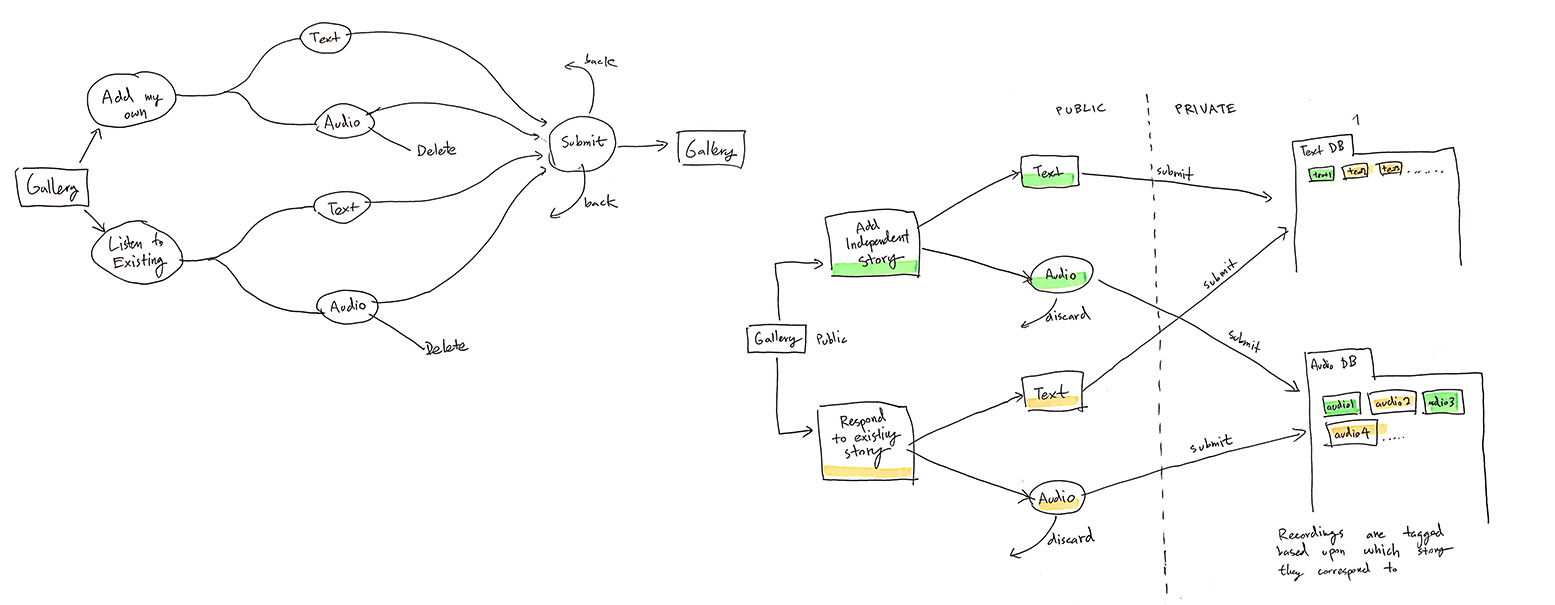 Text
back
Add my
own
Audio
Submit
Delete
Gallery
Gallery
Text
back
Listen to
Existing
Audio
Delete
PUBLIC
PRIVATE
1
Text
submit
Text DB
text1
text2
......
Add
Independent
story
Audio
discard
submit
submit
Gallery
Public
Audio DB
audio1
audio2
adio3
audio4
.....
Respond
to existing
story
Text
Audio
submit
discard
Recordings are tagged
based upon which story
they correspond to